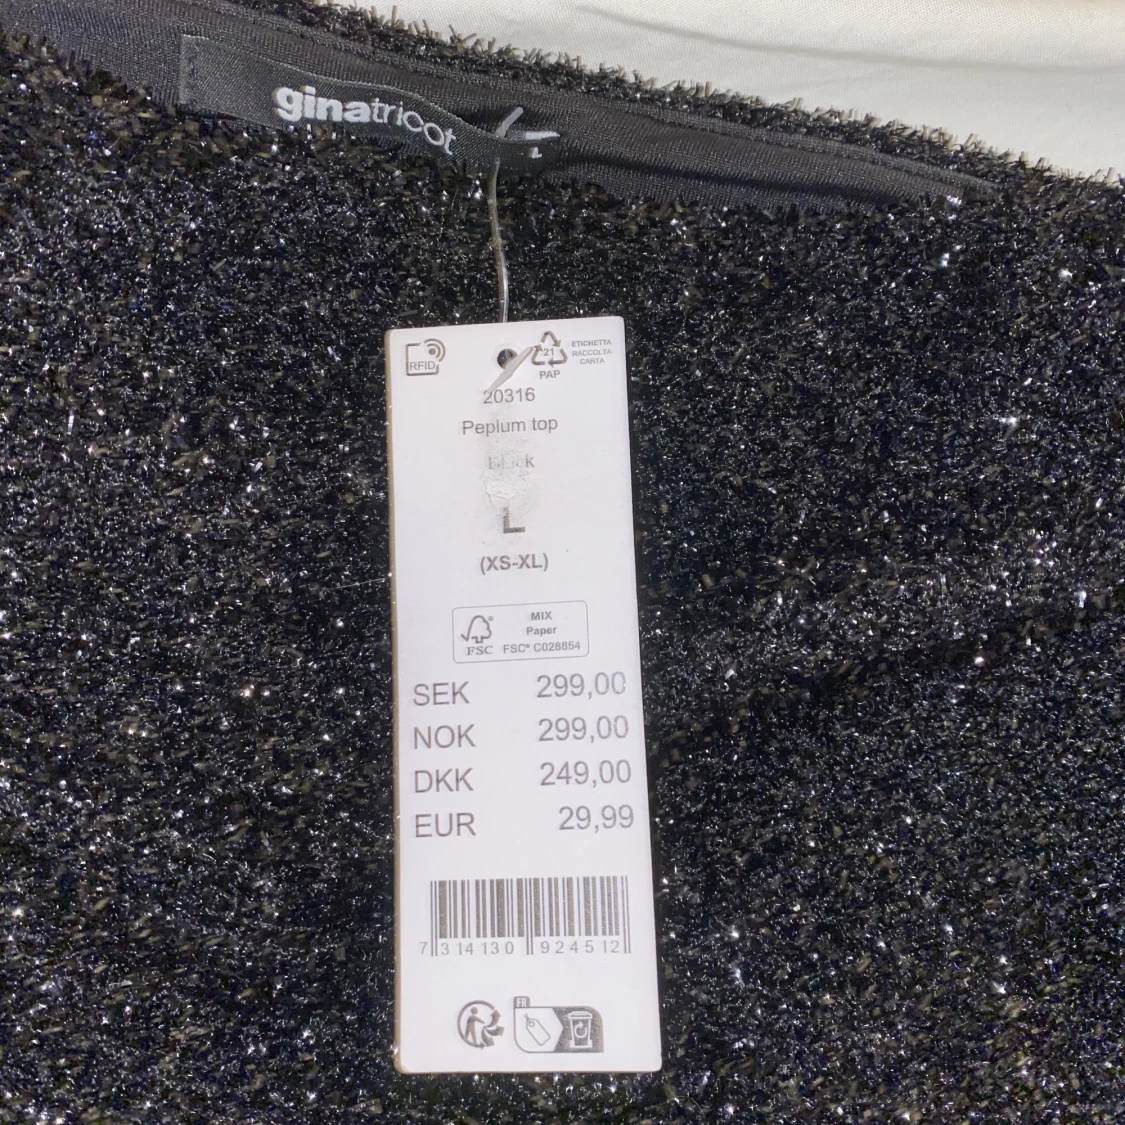 ginatricot
L
RFID
21
PAP
ETICHETTA
RACCOLTA
CARTA
20316
Peplum top
Black
L
(XS-XL)
FSC
MIX
Paper
FSC® C028854
SEK 299,00
NOK 299,00
DKK 249,00
EUR 29,99
7 314130 924512
FR